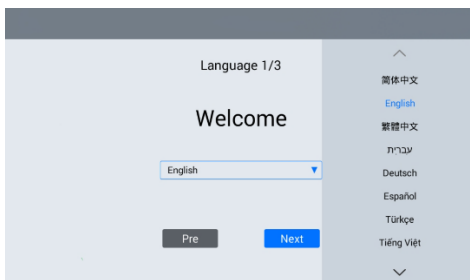 Language 1/3
Welcome
English
Pre
Next
简体中文
English
繁體中文
עברית
Deutsch
Español
Türkçe
Tiếng Việt